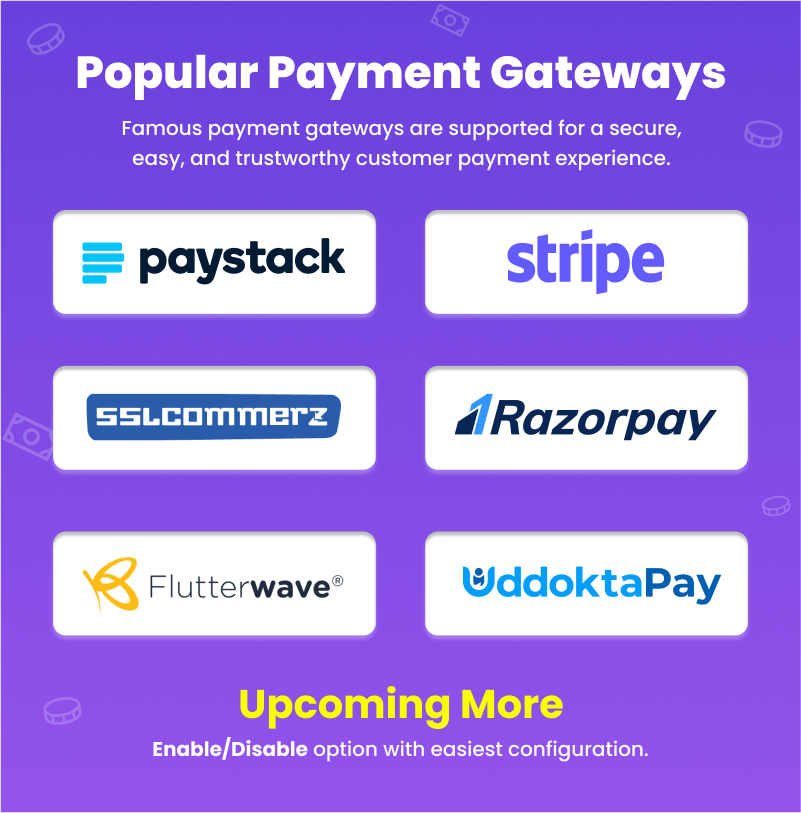 Popular Payment Gateways
Famous payment gateways are supported for a secure,
easy, and trustworthy customer payment experience.
paystack
stripe
SSLCOMMERZ
Razorpay
Flutterwave®
UddoktaPay
Upcoming More
Enable/Disable option with easiest configuration.